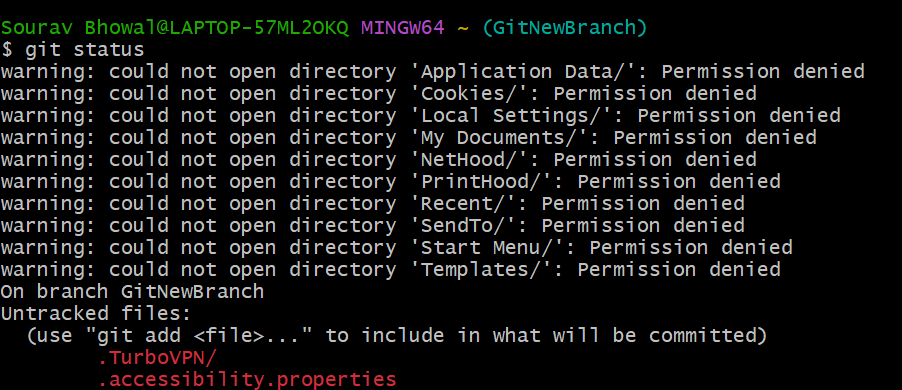 Sourav Bhowal@LAPTOP-57ML2OKQ MINGW64 ~ (GitNewBranch)
$ git status
warning: could not open directory 'Application Data/': Permission denied
warning: could not open directory 'Cookies/': Permission denied
warning: could not open directory 'Local Settings/': Permission denied
warning: could not open directory 'My Documents/': Permission denied
warning: could not open directory 'NetHood/': Permission denied
warning: could not open directory 'PrintHood/': Permission denied
warning: could not open directory 'Recent/': Permission denied
warning: could not open directory 'SendTo/': Permission denied
warning: could not open directory 'Start Menu/': Permission denied
warning: could not open directory 'Templates/': Permission denied
On branch GitNewBranch
Untracked files:
  (use "git add <file>..." to include in what will be committed)
        .TurboVPN/
        .accessibility.properties